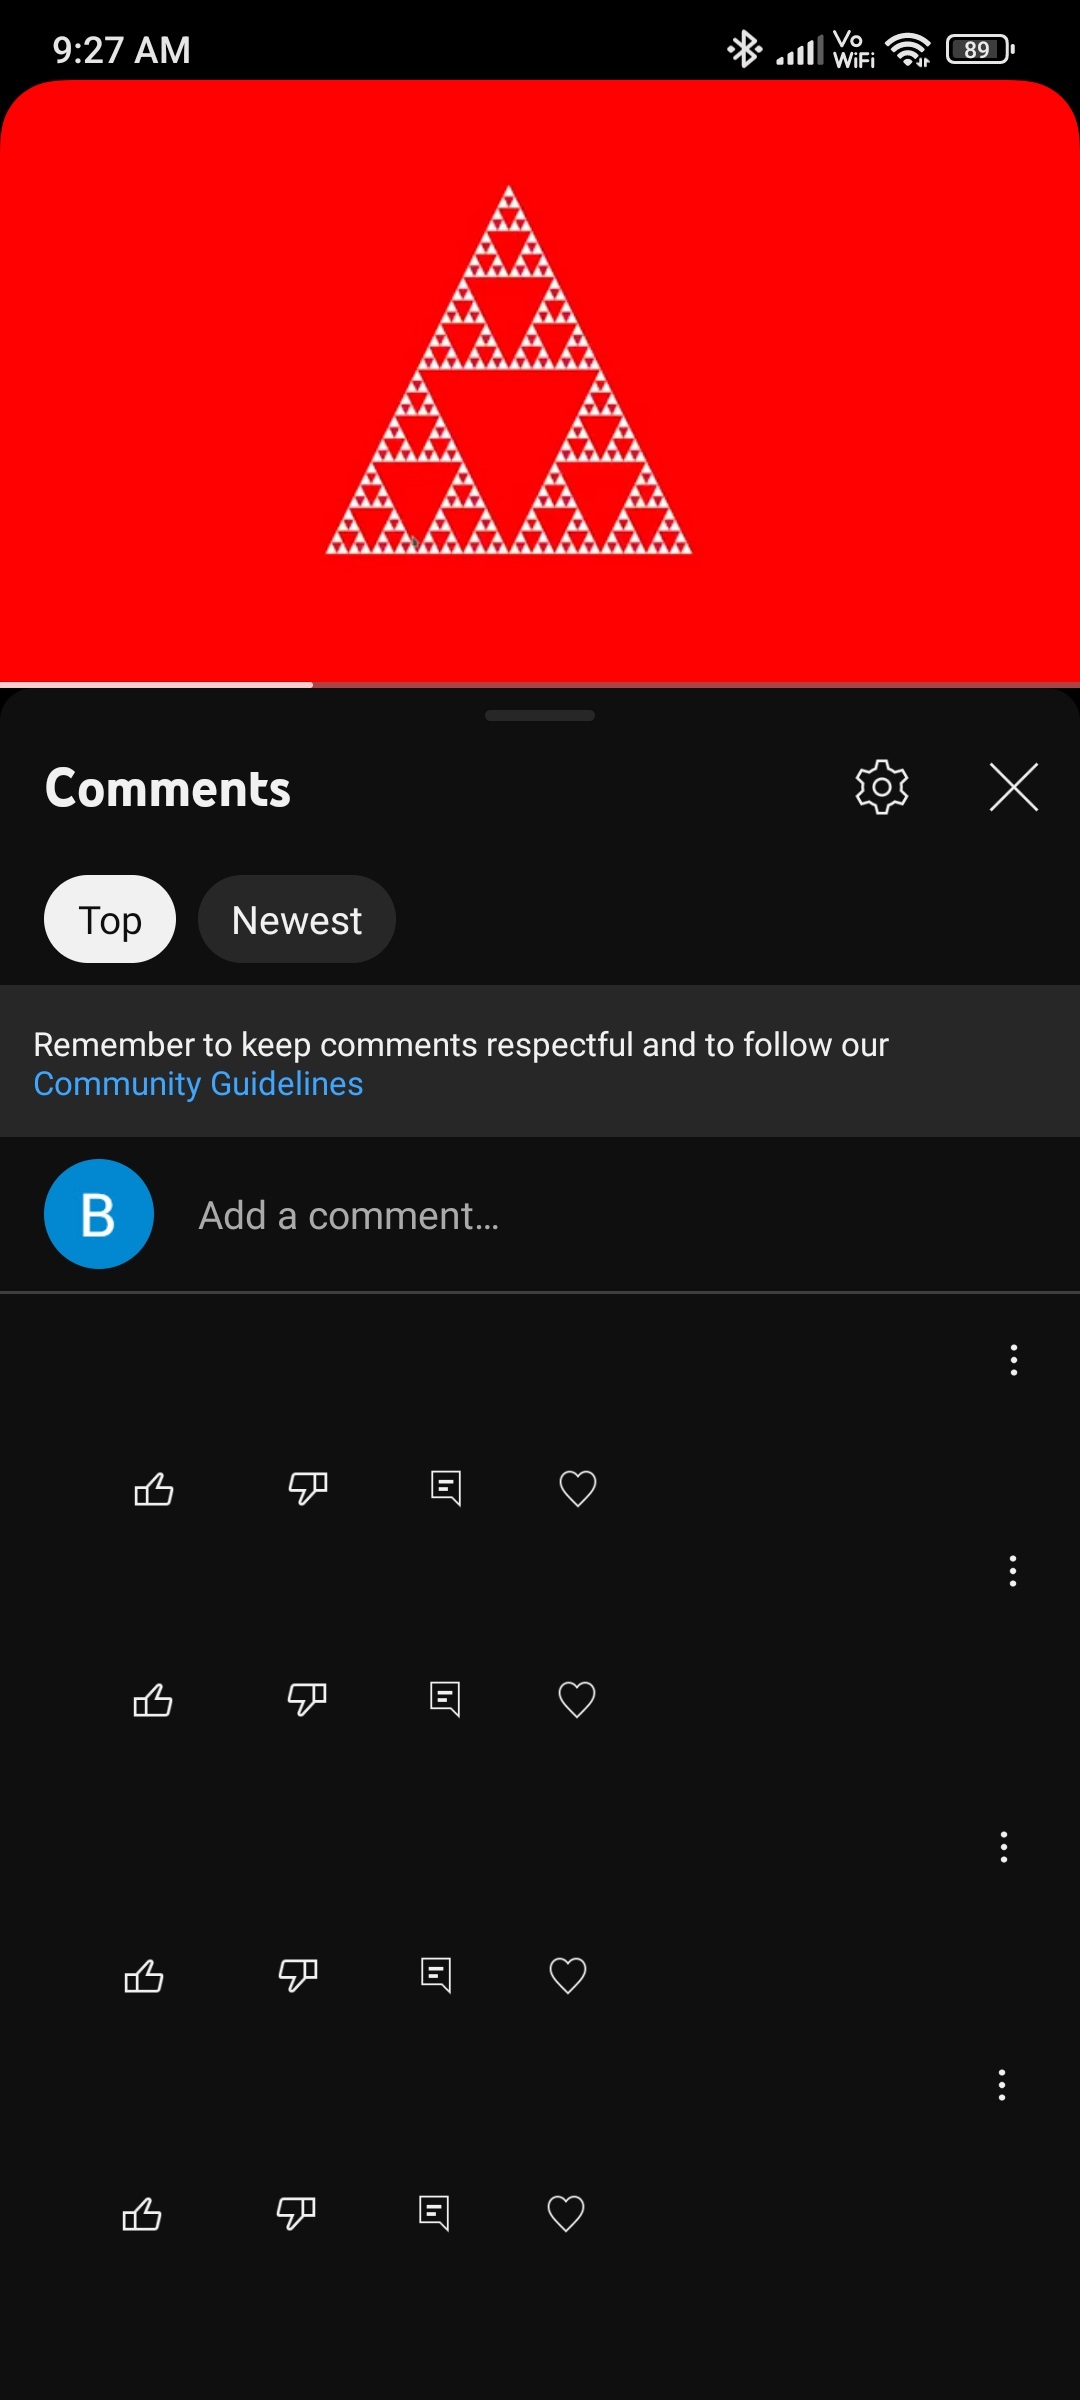 9:27 AM
Vo
WiFi
89
Comments
Top
Newest
Remember to keep comments respectful and to follow our
Community Guidelines
B
Add a comment...